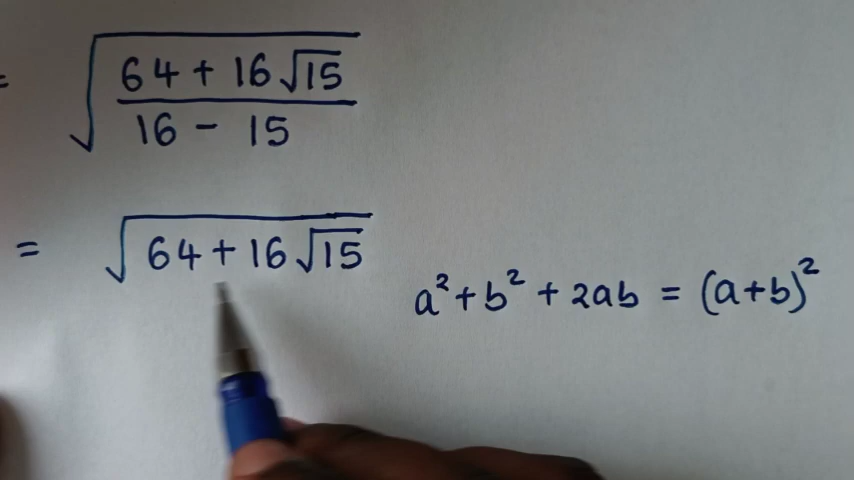 = √((64 + 16√15)/(16 - 15))
= √(64 + 16√15)
a² + b² + 2ab = (a+b)²